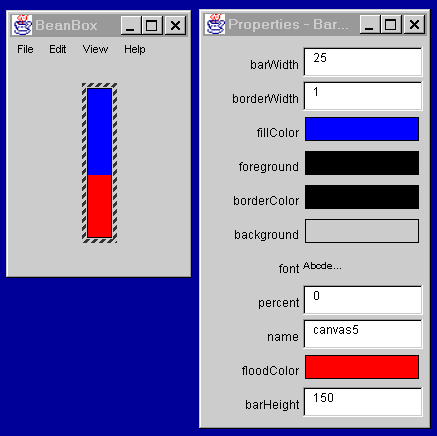 BeanBox
File Edit View Help
Properties - Bar...
barWidth 25
borderWidth 1
fillColor
foreground
borderColor
background
font Abcde...
percent 0
name canvas5
floodColor
barHeight 150